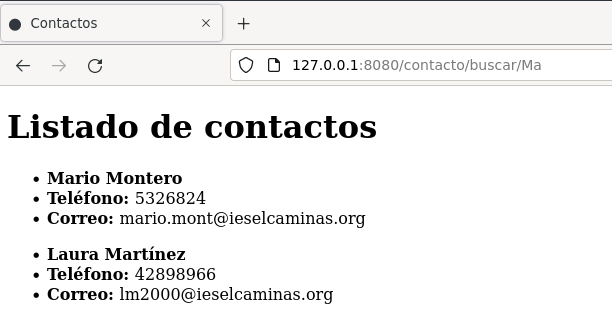 Contactos
127.0.0.1:8080/contacto/buscar/Ma
Listado de contactos
Mario Montero
Teléfono: 5326824
Correo: mario.mont@ieselcaminas.org
Laura Martínez
Teléfono: 42898966
Correo: lm2000@ieselcaminas.org